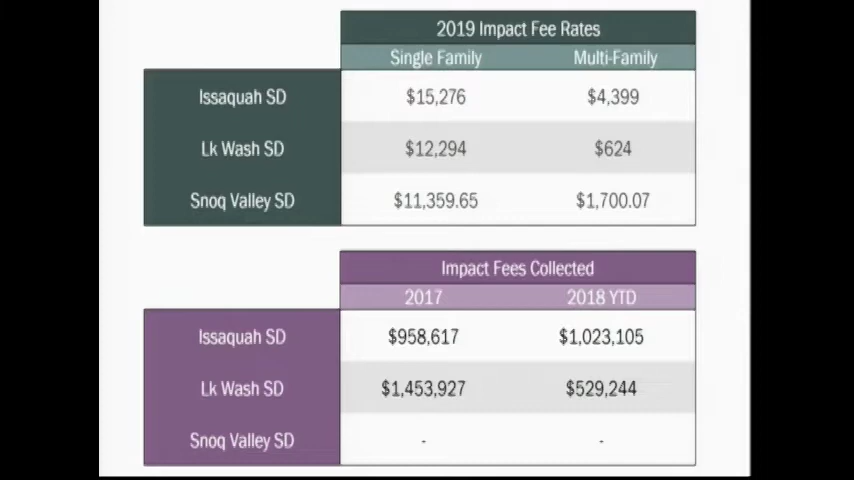 2019 Impact Fee Rates
Single Family Multi-Family
Issaquah SD $15,276 $4,399
Lk Wash SD $12,294 $624
Snoq Valley SD $11,359.65 $1,700.07
Impact Fees Collected
2017 2018 YTD
Issaquah SD $958,617 $1,023,105
Lk Wash SD $1,453,927 $529,244
Snoq Valley SD - -